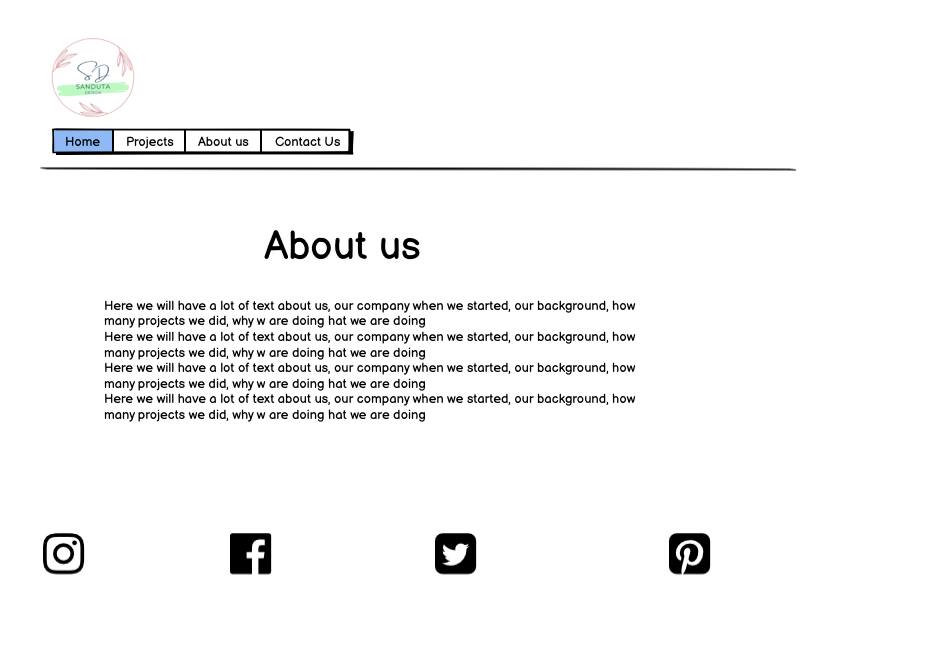 SD
SANDUTA
DESIGN
Home Projects About us Contact Us
About us
Here we will have a lot of text about us, our company when we started, our background, how
many projects we did, why w are doing hat we are doing
Here we will have a lot of text about us, our company when we started, our background, how
many projects we did, why w are doing hat we are doing
Here we will have a lot of text about us, our company when we started, our background, how
many projects we did, why w are doing hat we are doing
Here we will have a lot of text about us, our company when we started, our background, how
many projects we did, why w are doing hat we are doing